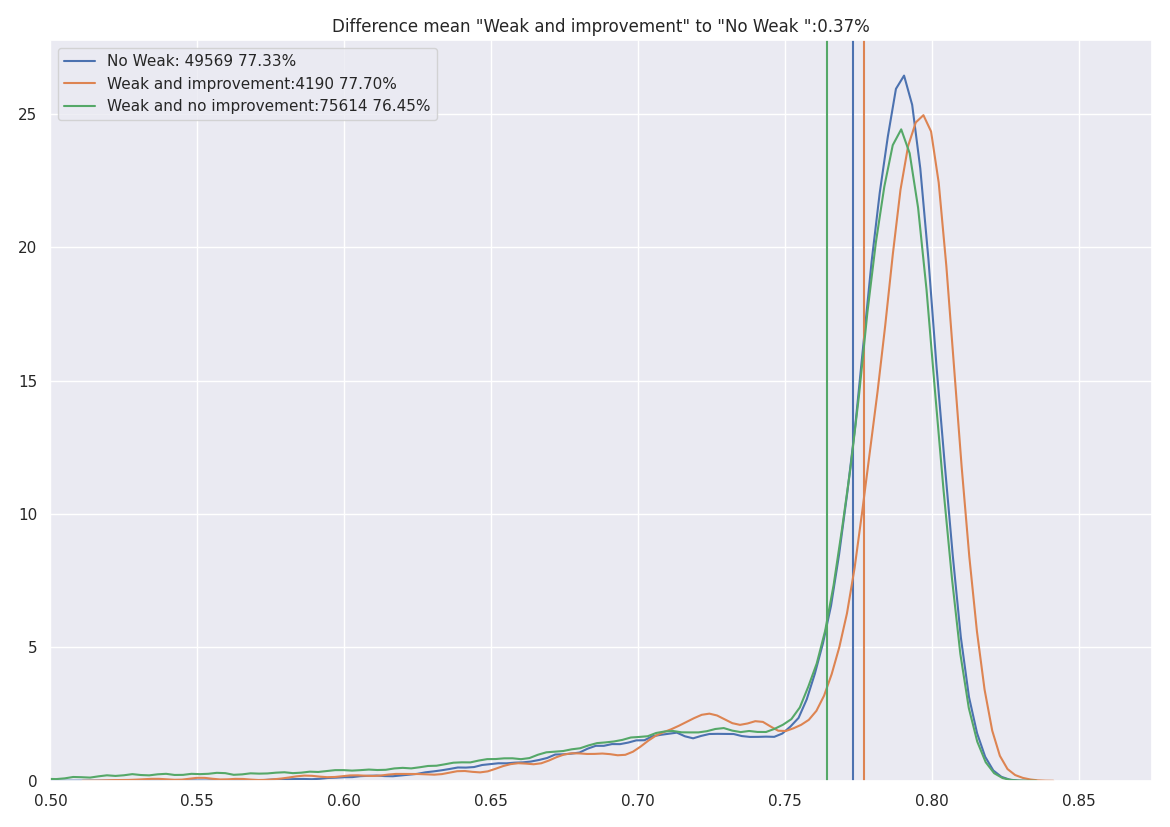 Difference mean "Weak and improvement" to "No Weak ":0.37%
No Weak: 49569 77.33%
Weak and improvement:4190 77.70%
Weak and no improvement:75614 76.45%
25
20
15
10
5
0
0.50 0.55 0.60 0.65 0.70 0.75 0.80 0.85